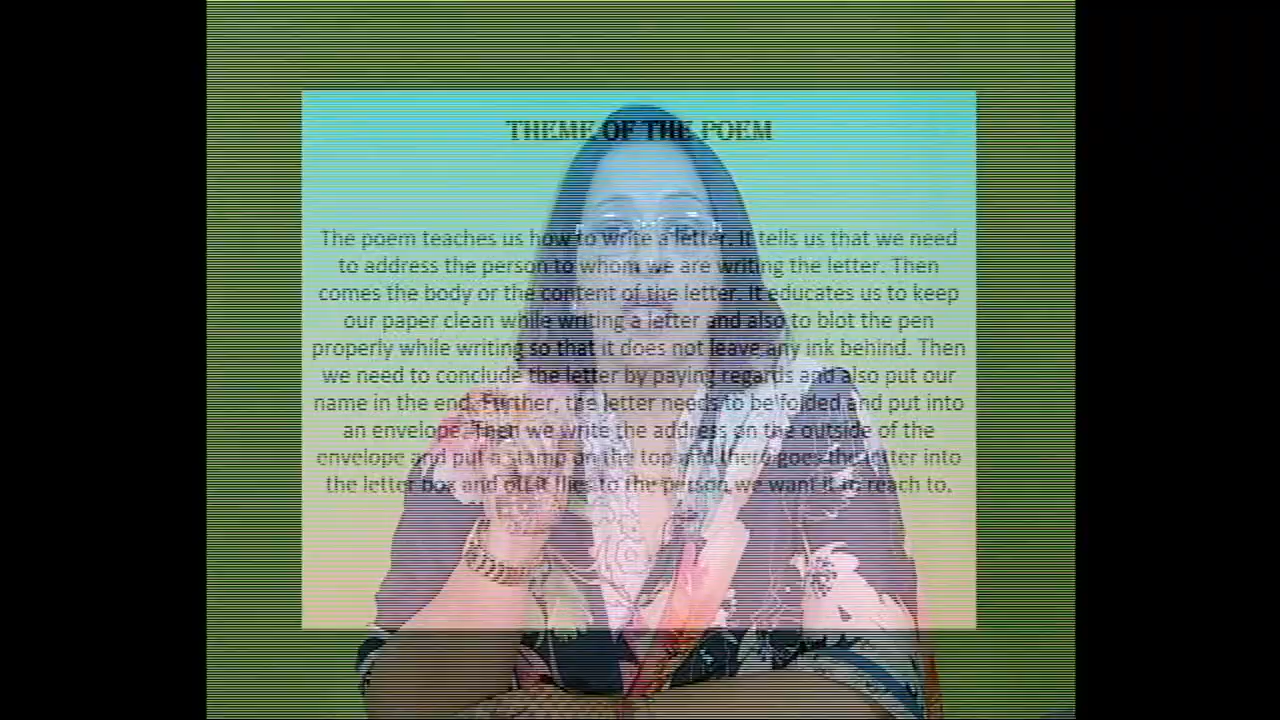 THEME OF THE POEM
The poem teaches us how to write a letter. It tells us that we need
to address the person to whom we are writing the letter. Then
comes the body or the content of the letter. It educates us to keep
our paper clean while writing a letter and also to blot the pen
properly while writing so that it does not leave any ink behind. Then
we need to conclude the letter by paying regards and also put our
name in the end. Further, the letter needs to be folded and put into
an envelope. Then we write the address on the outside of the
envelope and put a stamp on the top and there goes the letter into
the letter box and off it flies to the person we want it to reach to.